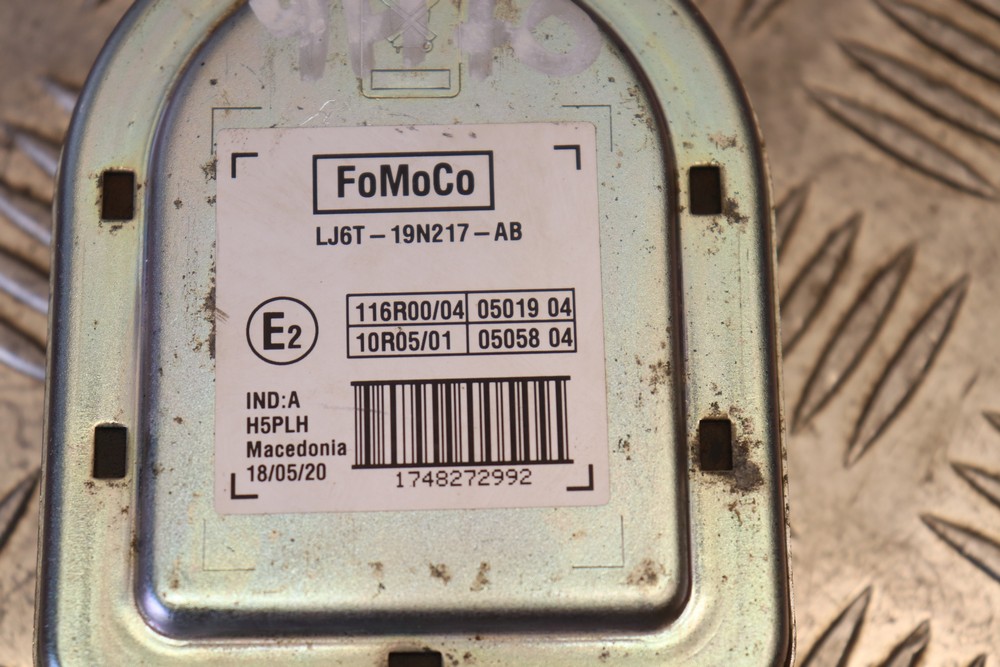 FoMoCo
LJ6T-19N217-AB
E2
116R00/04 05019 04
10R05/01 05058 04
IND:A
H5PLH
Macedonia
18/05/20
1748272992